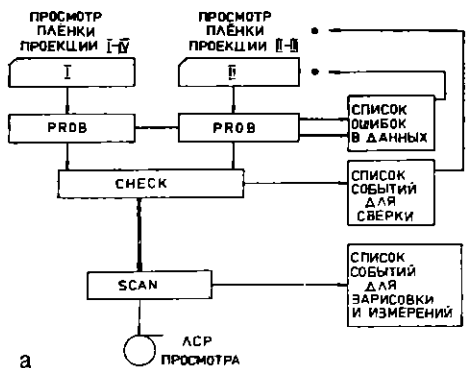 ПРОСМОТР
ПЛЁНКИ
ПРОЕКЦИИ I-IV
ПРОСМОТР
ПЛЁНКИ
ПРОЕКЦИИ II-III
I
II
PROB
PROB
СПИСОК
ОШИБОК
В ДАННЫХ
CHECK
СПИСОК
СОБЫТИЙ
ДЛЯ
СВЕРКИ
SCAN
СПИСОК
СОБЫТИЙ
ДЛЯ
ЗАРИСОВКИ
И ИЗМЕРЕНИЙ
ЛСР
ПРОСМОТРА
а